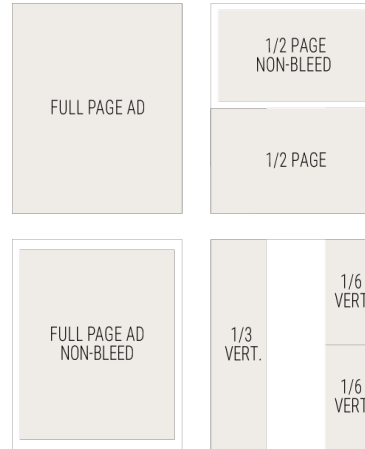 FULL PAGE AD
1/2 PAGE
NON-BLEED
1/2 PAGE
FULL PAGE AD
NON-BLEED
1/3
VERT.
1/6
VERT
1/6
VERT